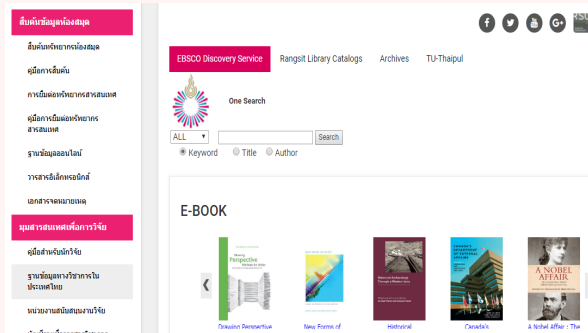 สืบค้นข้อมูลห้องสมุด
สืบค้นทรัพยากรห้องสมุด
คู่มือการสืบค้น
การยืมต่อทรัพยากรสารสนเทศ
คู่มือการยืมต่อทรัพยากร
สารสนเทศ
ฐานข้อมูลออนไลน์
วารสารอิเล็กทรอนิกส์
เอกสารจดหมายเหตุ
มุมสารสนเทศเพื่อการวิจัย
คู่มือสำหรับนักวิจัย
ฐานข้อมูลทางวิชาการใน
ประเทศไทย
หน่วยงานสนับสนุนงานวิจัย
EBSCO Discovery Service
Rangsit Library Catalogs
Archives
TU-Thaipul
One Search
ALL
Search
Keyword
Title
Author
E-BOOK
Perspective
CANADA'S
DEPARTMENT
OF EXTERNAL
AFFAIRS
A NOBEL
AFFAIR
Drawing Perspective
New Forms of
Historical
Canada's
A Nobel Affair : The